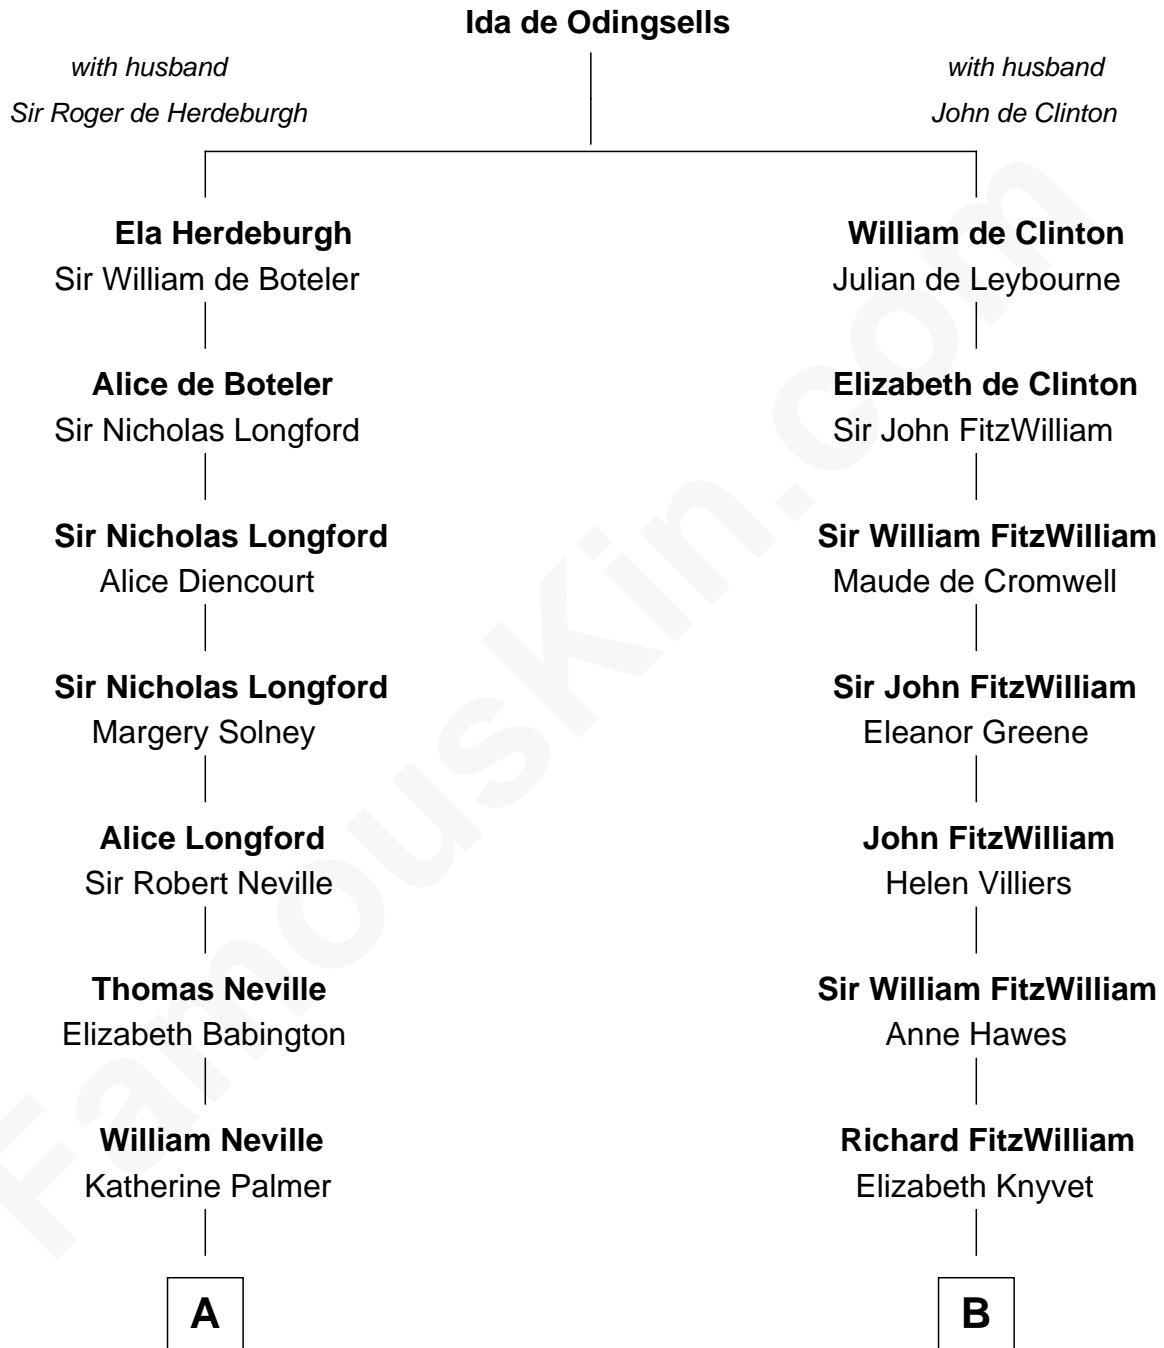 Ida de Odingsells
with husband
Sir Roger de Herdeburgh
with husband
John de Clinton
Ela Herdeburgh
Sir William de Boteler
Alice de Boteler
Sir Nicholas Longford
Sir Nicholas Longford
Alice Diencourt
Sir Nicholas Longford
Margery Solney
Alice Longford
Sir Robert Neville
Thomas Neville
Elizabeth Babington
William Neville
Katherine Palmer
A
William de Clinton
Julian de Leybourne
Elizabeth de Clinton
Sir John FitzWilliam
Sir William FitzWilliam
Maude de Cromwell
Sir John FitzWilliam
Eleanor Greene
John FitzWilliam
Helen Villiers
Sir William FitzWilliam
Anne Hawes
Richard FitzWilliam
Elizabeth Knyvet
B
FamousKin.com